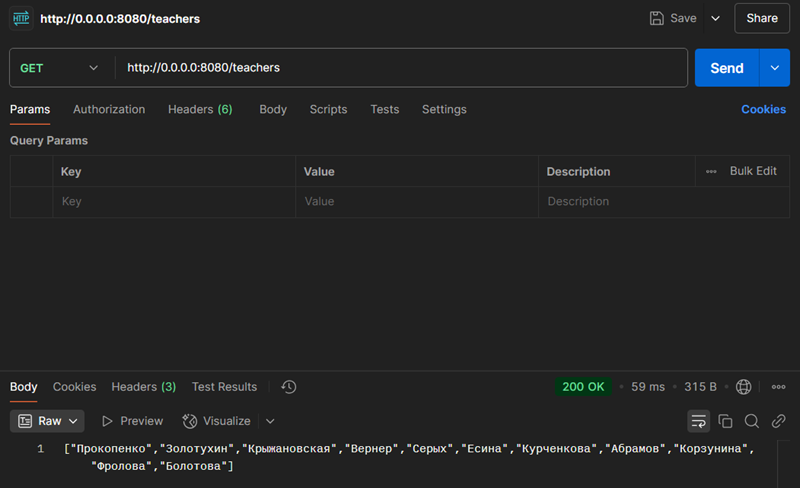 HTTP http://0.0.0.0:8080/teachers Save Share
GET http://0.0.0.0:8080/teachers Send
Params Authorization Headers (6) Body Scripts Tests Settings Cookies
Query Params
Key Value Description Bulk Edit
Key Value Description
Body Cookies Headers (3) Test Results 200 OK 59 ms 315 B
Raw Preview Visualize
1 ["Прокопенко","Золотухин","Крыжановская","Вернер","Серых","Есина","Курченкова","Абрамов","Корзунина",
"Фролова","Болотова"]